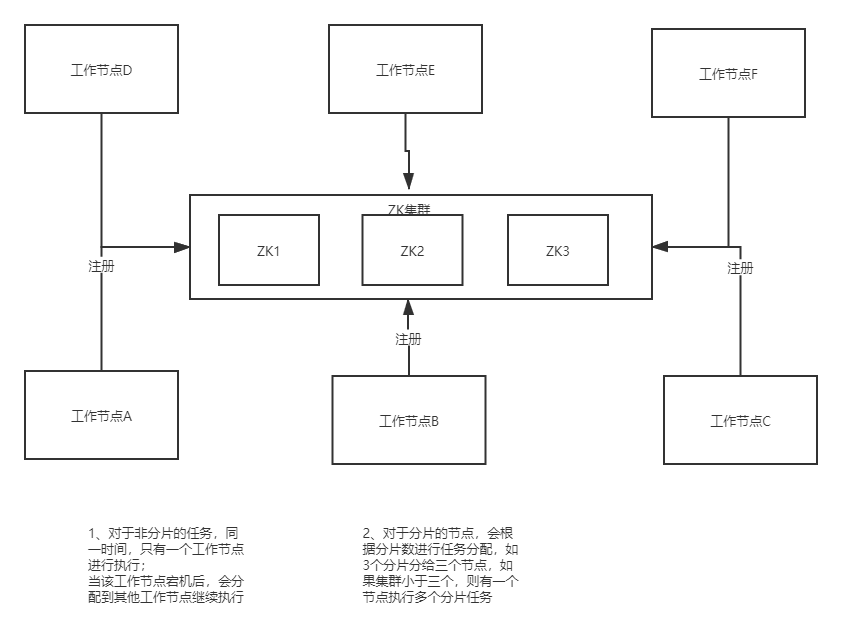 工作节点D
工作节点E
工作节点F
ZK集群
ZK1
ZK2
ZK3
注册
注册
注册
工作节点A
工作节点B
工作节点C
1、对于非分片的任务，同
一时间，只有一个工作节点
进行执行；
当该工作节点宕机后，会分
配到其他工作节点继续执行
2、对于分片的节点，会根
据分片数进行任务分配，如
3个分片分给三个节点，如
果集群小于三个，则有一个
节点执行多个分片任务